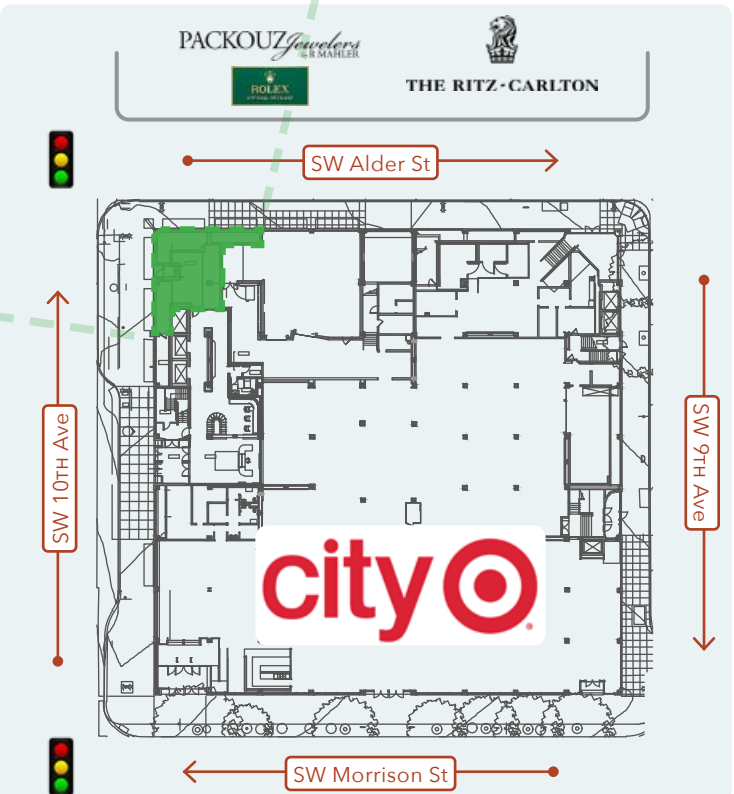 PACKOUZ Jewelers
by R MAHLER
ROLEX
THE RITZ-CARLTON
SW Alder St
SW 10TH Ave
SW 9TH Ave
city
SW Morrison St